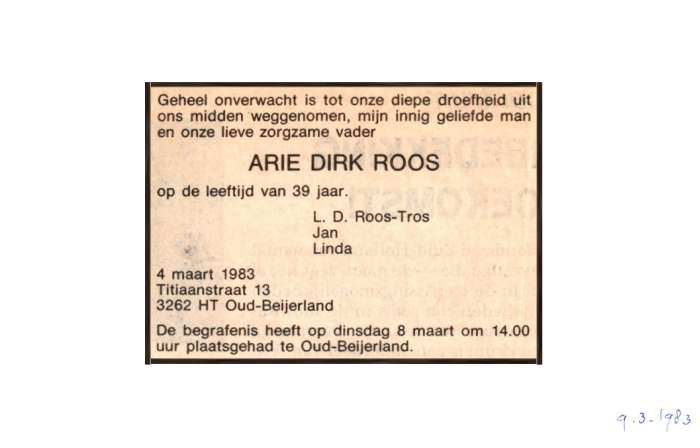 Geheel onverwacht is tot onze diepe droefheid uit
ons midden weggenomen, mijn innig geliefde man
en onze lieve zorgzame vader
ARIE DIRK ROOS
op de leeftijd van 39 jaar.
L. D. Roos-Tros
Jan
Linda
4 maart 1983
Titiaanstraat 13
3262 HT Oud-Beijerland
De begrafenis heeft op dinsdag 8 maart om 14.00
uur plaatsgehad te Oud-Beijerland.
9.3.-1983